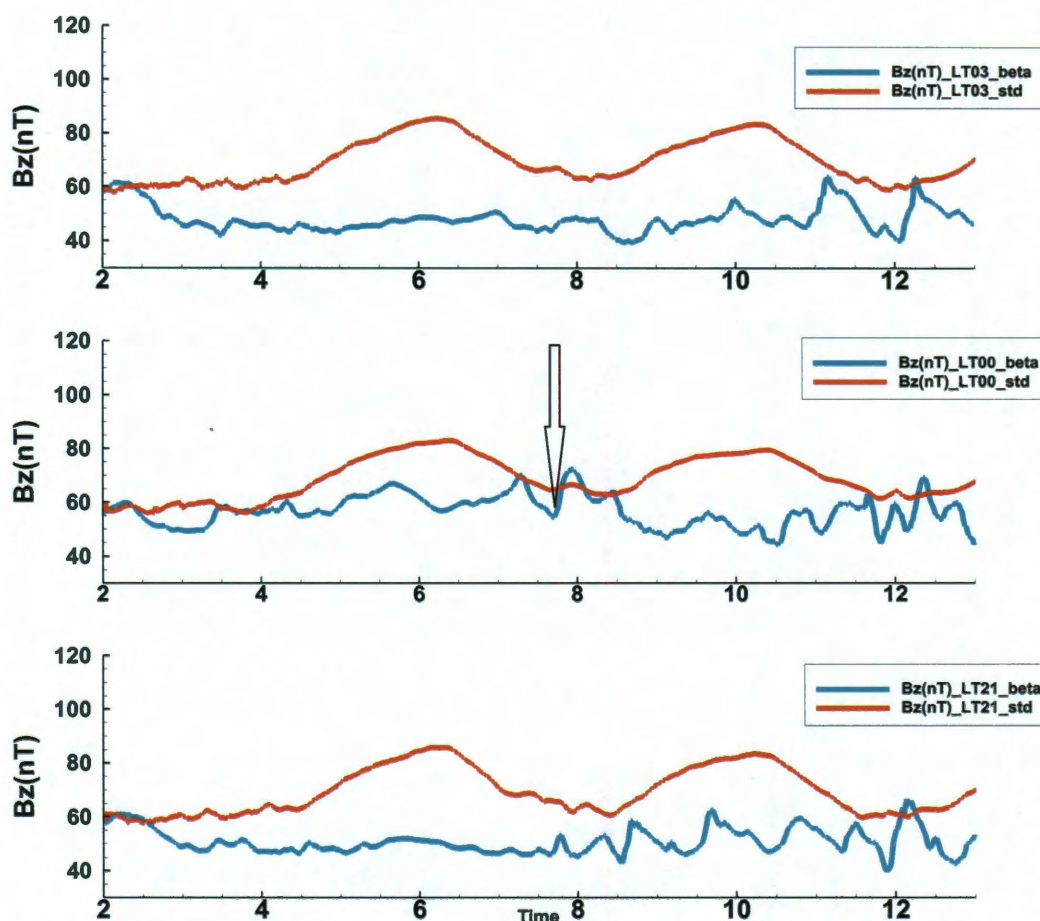 120
100
80
60
40
Bz(nT)
Bz(nT)_LT03_beta
Bz(nT)_LT03_std
2 4 6 8 10 12
120
100
80
60
40
Bz(nT)
Bz(nT)_LT00_beta
Bz(nT)_LT00_std
2 4 6 8 10 12
120
100
80
60
40
Bz(nT)
Bz(nT)_LT21_beta
Bz(nT)_LT21_std
2 4 6 8 10 12
Time